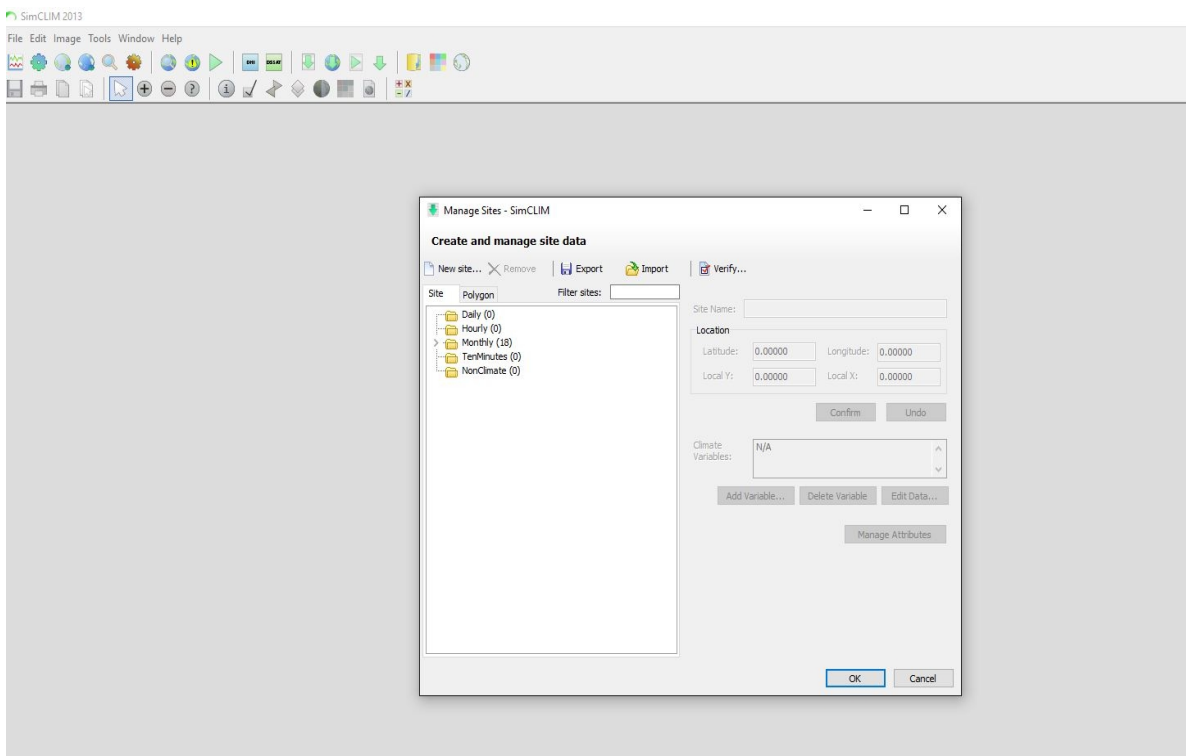 SimCLIM 2013
File Edit Image Tools Window Help
Manage Sites - SimCLIM
Create and manage site data
New site... Remove Export Import Verify...
Site Polygon Filter sites:
Daily (0)
Hourly (0)
Monthly (18)
TenMinutes (0)
NonClimate (0)
Site Name:
Location
Latitude: 0.00000 Longitude: 0.00000
Local Y: 0.00000 Local X: 0.00000
Confirm Undo
Climate Variables: N/A
Add Variable... Delete Variable Edit Data...
Manage Attributes
OK Cancel